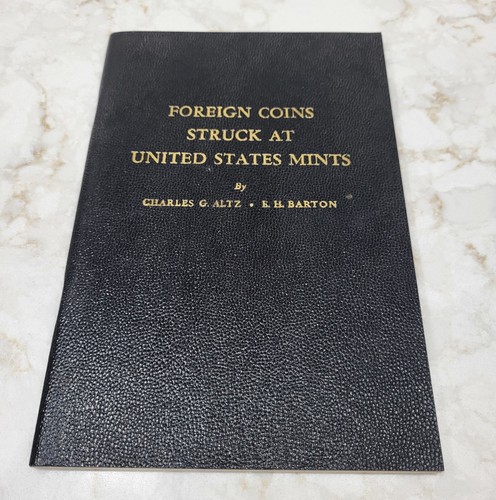 FOREIGN COINS
STRUCK AT
UNITED STATES MINTS
By
CHARLES G. ALTZ • E. H. BARTON